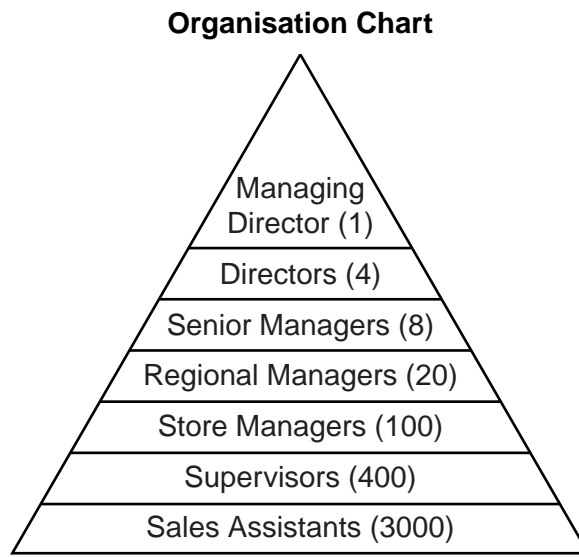 Organisation Chart
Managing
Director (1)
Directors (4)
Senior Managers (8)
Regional Managers (20)
Store Managers (100)
Supervisors (400)
Sales Assistants (3000)